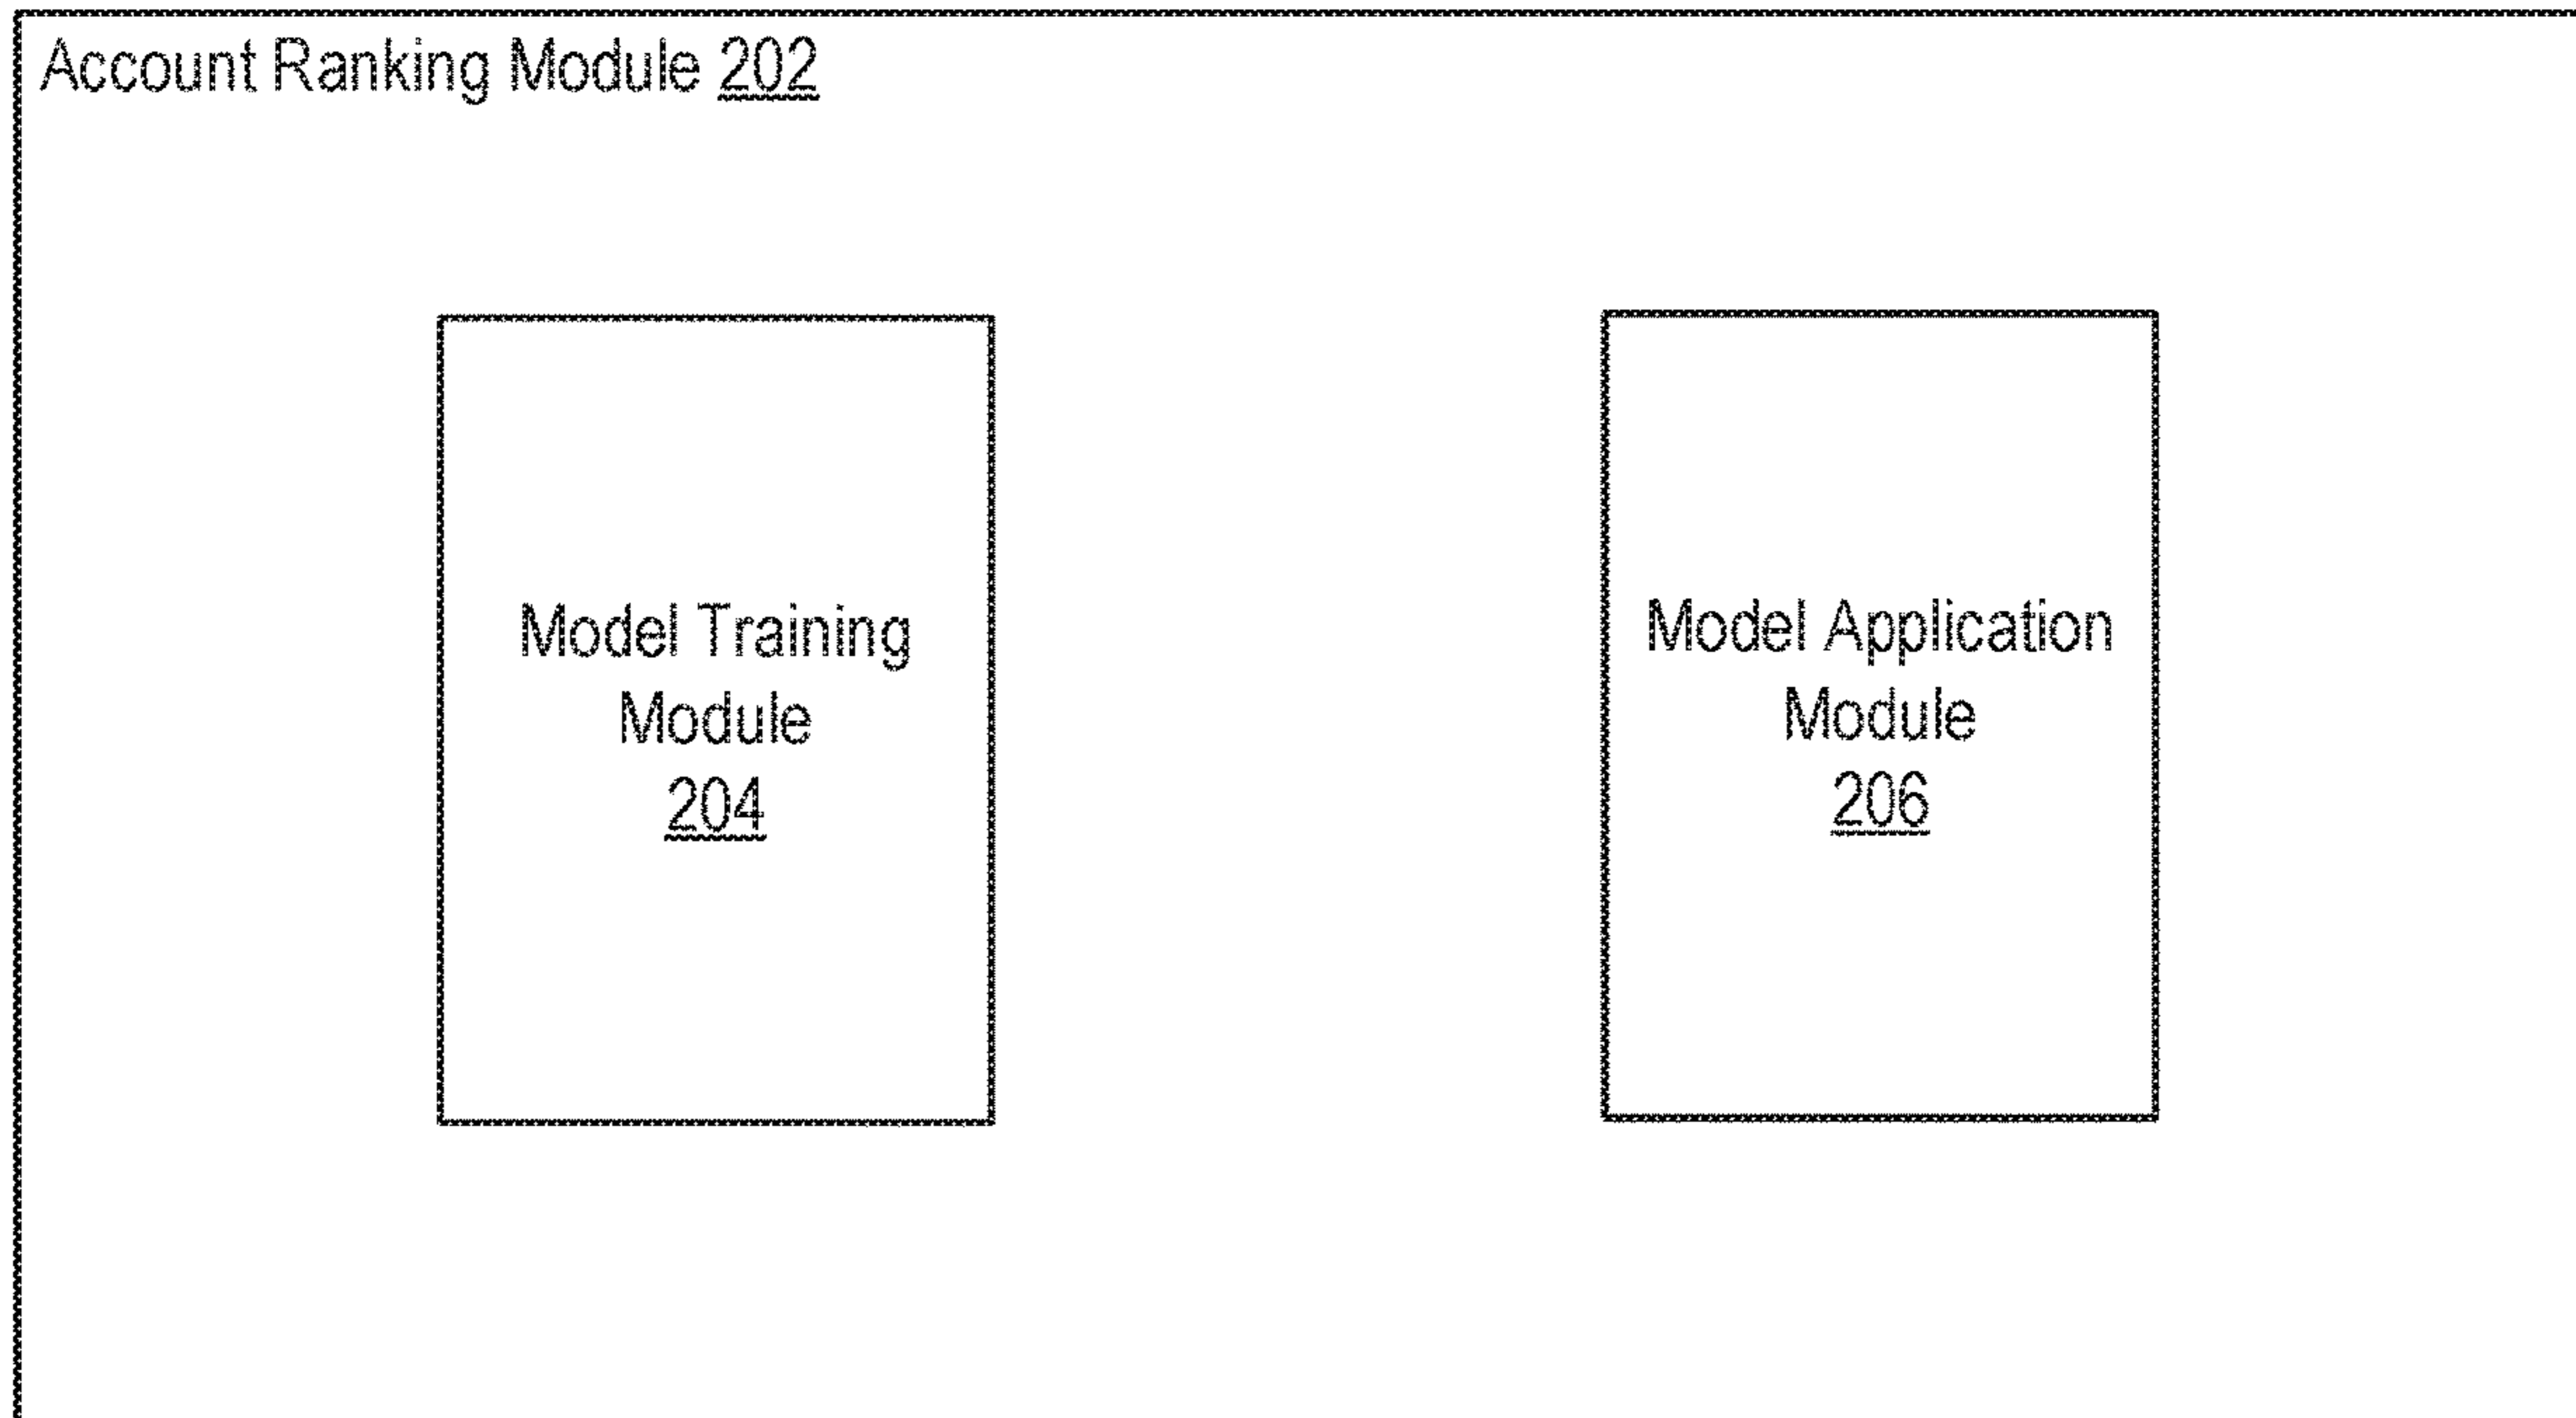 Account Ranking Module 202
Model Training
Module
204
Model Application
Module
206